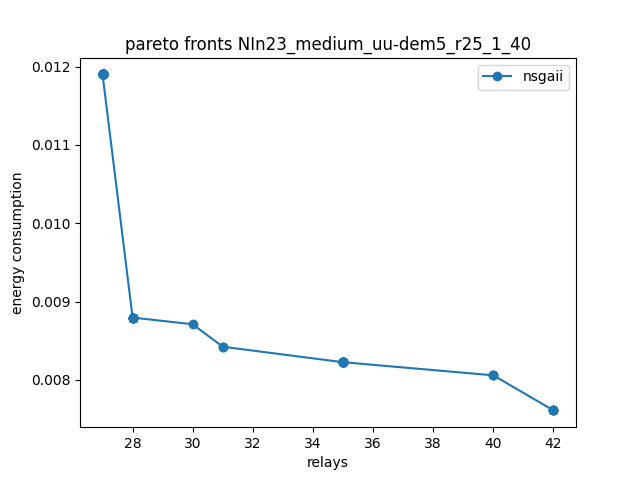 pareto fronts NIn23_medium_uu-dem5_r25_1_40
nsgaii
energy consumption
0.012
0.011
0.010
0.009
0.008
28 30 32 34 36 38 40 42
relays